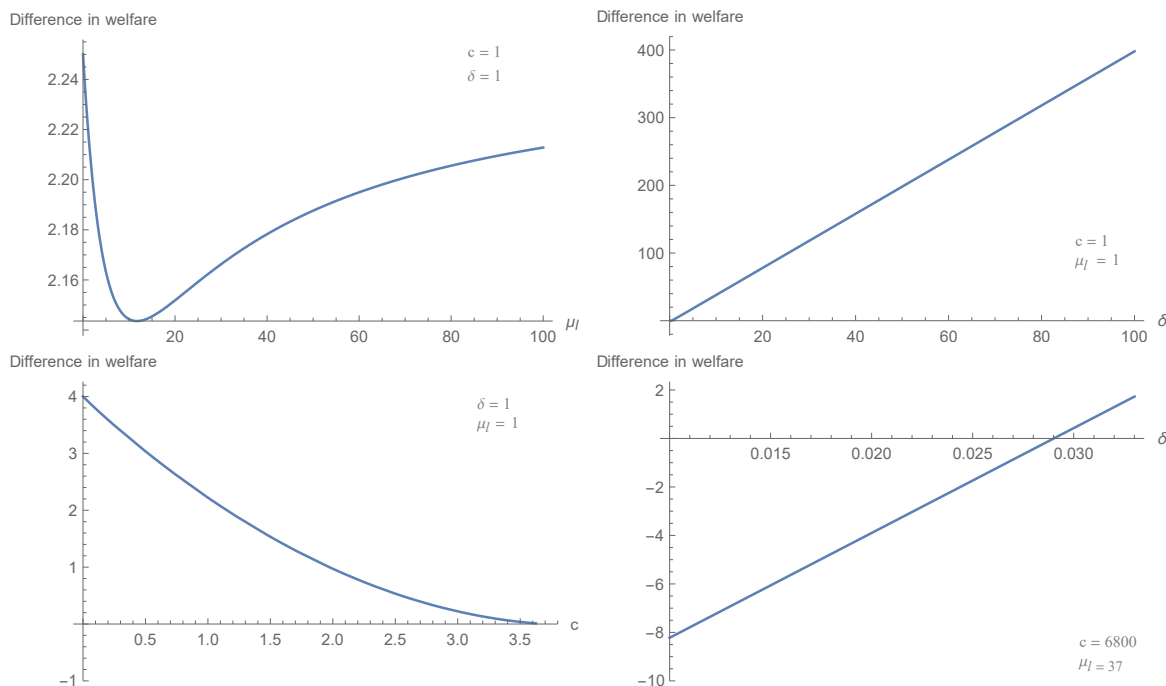 Difference in welfare
2.24
2.22
2.20
2.18
2.16
20
40
60
80
100
μl
c = 1
δ = 1
Difference in welfare
400
300
200
100
20
40
60
80
100
δ
c = 1
μl = 1
Difference in welfare
4
3
2
1
-1
0.5
1.0
1.5
2.0
2.5
3.0
3.5
c
δ = 1
μl = 1
Difference in welfare
2
-2
-4
-6
-8
-10
0.015
0.020
0.025
0.030
δ
c = 6800
μl = 37